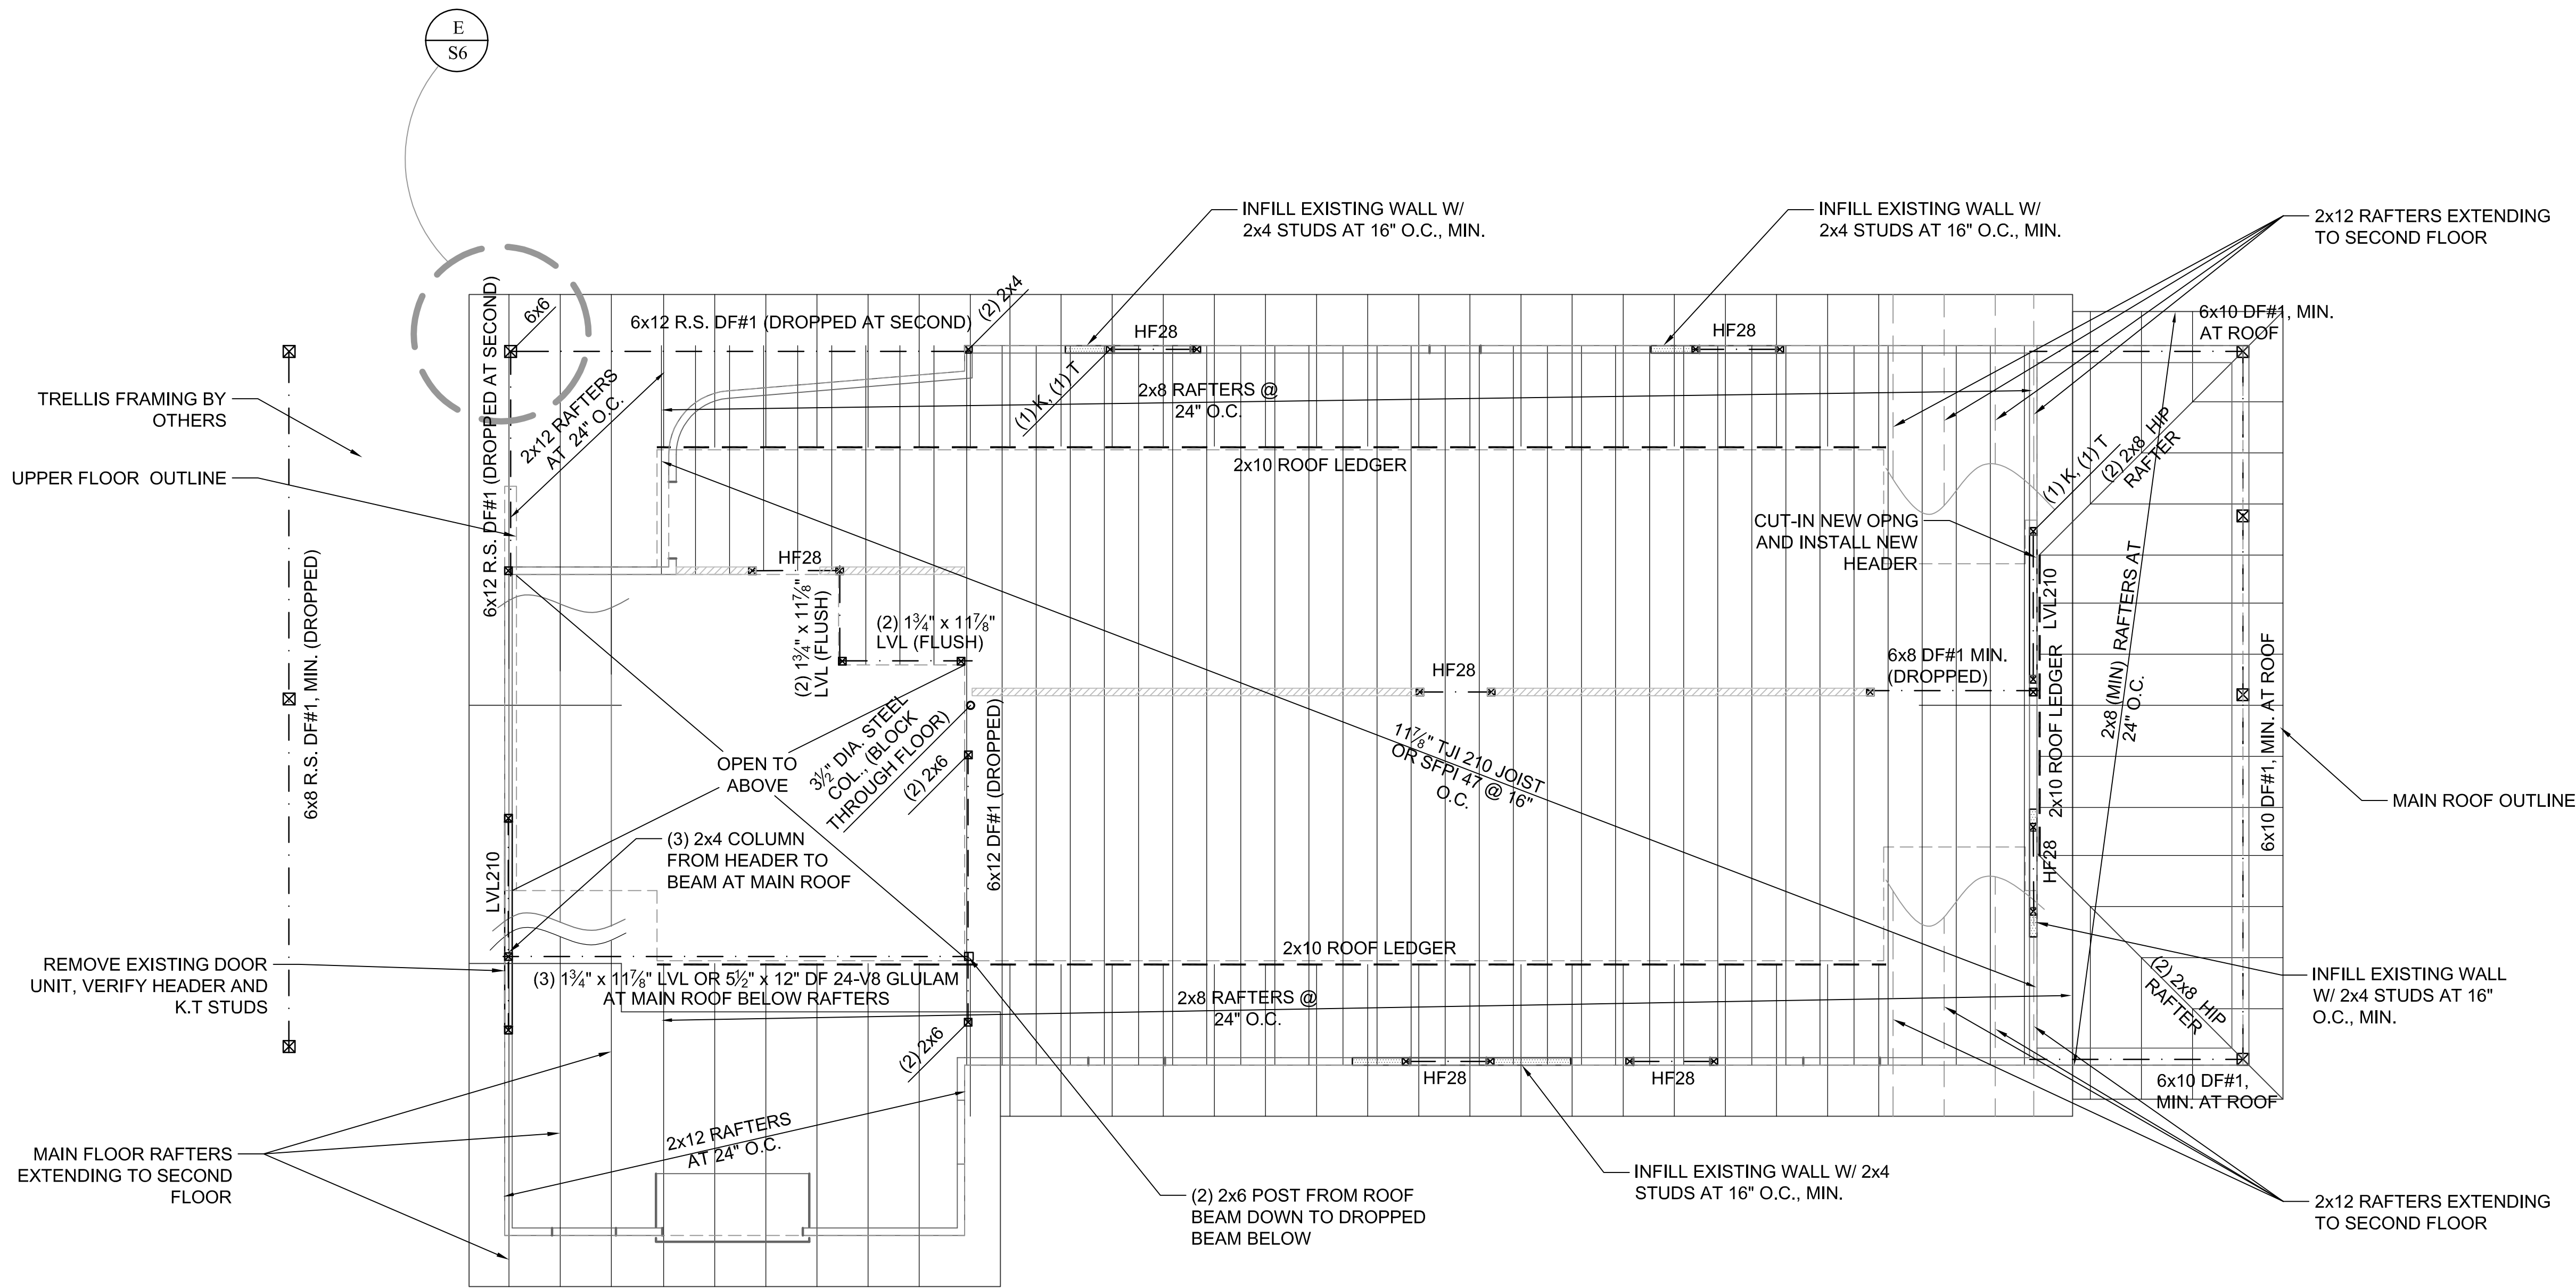 E
S6
INFILL EXISTING WALL W/
2x4 STUDS AT 16" O.C., MIN.
INFILL EXISTING WALL W/
2x4 STUDS AT 16" O.C., MIN.
2x12 RAFTERS EXTENDING
TO SECOND FLOOR
6x12 R.S. DF#1 (DROPPED AT SECOND)
6x6
6x12 R.S. DF#1 (DROPPED AT SECOND)
(2) 2x4
HF28
HF28
6x10 DF#1, MIN.
AT ROOF
TRELLIS FRAMING BY
OTHERS
2x12 RAFTERS
AT 24" O.C.
(1) K, (1) T
2x8 RAFTERS @
24" O.C.
2x10 ROOF LEDGER
(1) K, (1) T
(2) 2x8 HIP
RAFTER
UPPER FLOOR OUTLINE
CUT-IN NEW OPNG
AND INSTALL NEW
HEADER
6x8 R.S. DF#1, MIN. (DROPPED)
HF28
(2) 1¾" x 11⅞"
LVL (FLUSH)
(2) 1¾" x 11⅞"
LVL (FLUSH)
LVL210
2x8 (MIN) RAFTERS AT
24" O.C.
HF28
6x8 DF#1 MIN.
(DROPPED)
2x10 ROOF LEDGER
6x10 DF#1, MIN. AT ROOF
OPEN TO
ABOVE
3½" DIA. STEEL
COL., (BLOCK
THROUGH FLOOR)
(2) 2x6
6x12 DF#1 (DROPPED)
11⅞" TJI 210 JOIST
OR SFPI 47 @ 16"
O.C.
MAIN ROOF OUTLINE
(3) 2x4 COLUMN
FROM HEADER TO
BEAM AT MAIN ROOF
LVL210
HF28
REMOVE EXISTING DOOR
UNIT, VERIFY HEADER AND
K.T STUDS
(3) 1¾" x 11⅞" LVL OR 5½" x 12" DF 24-V8 GLULAM
AT MAIN ROOF BELOW RAFTERS
2x10 ROOF LEDGER
2x8 RAFTERS @
24" O.C.
(2) 2x8 HIP
RAFTER
INFILL EXISTING WALL
W/ 2x4 STUDS AT 16"
O.C., MIN.
(2) 2x6
HF28
HF28
6x10 DF#1,
MIN. AT ROOF
2x12 RAFTERS
AT 24" O.C.
MAIN FLOOR RAFTERS
EXTENDING TO SECOND
FLOOR
(2) 2x6 POST FROM ROOF
BEAM DOWN TO DROPPED
BEAM BELOW
INFILL EXISTING WALL W/ 2x4
STUDS AT 16" O.C., MIN.
2x12 RAFTERS EXTENDING
TO SECOND FLOOR